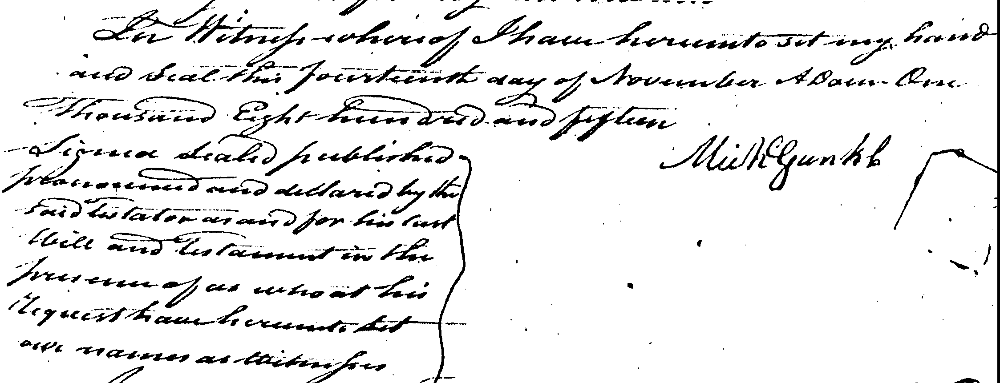 In Witness whereof I have hereunto set my hand
and Seal this fourteenth day of November A Dom. One
Thousand Eight hundred and fifteen
Signed Sealed published
pronounced and declared by the
said testator as and for his last
Will and Testament in the
presence of us who at his
request have hereunto Set
our names as Witnesses
Mich Gunkle